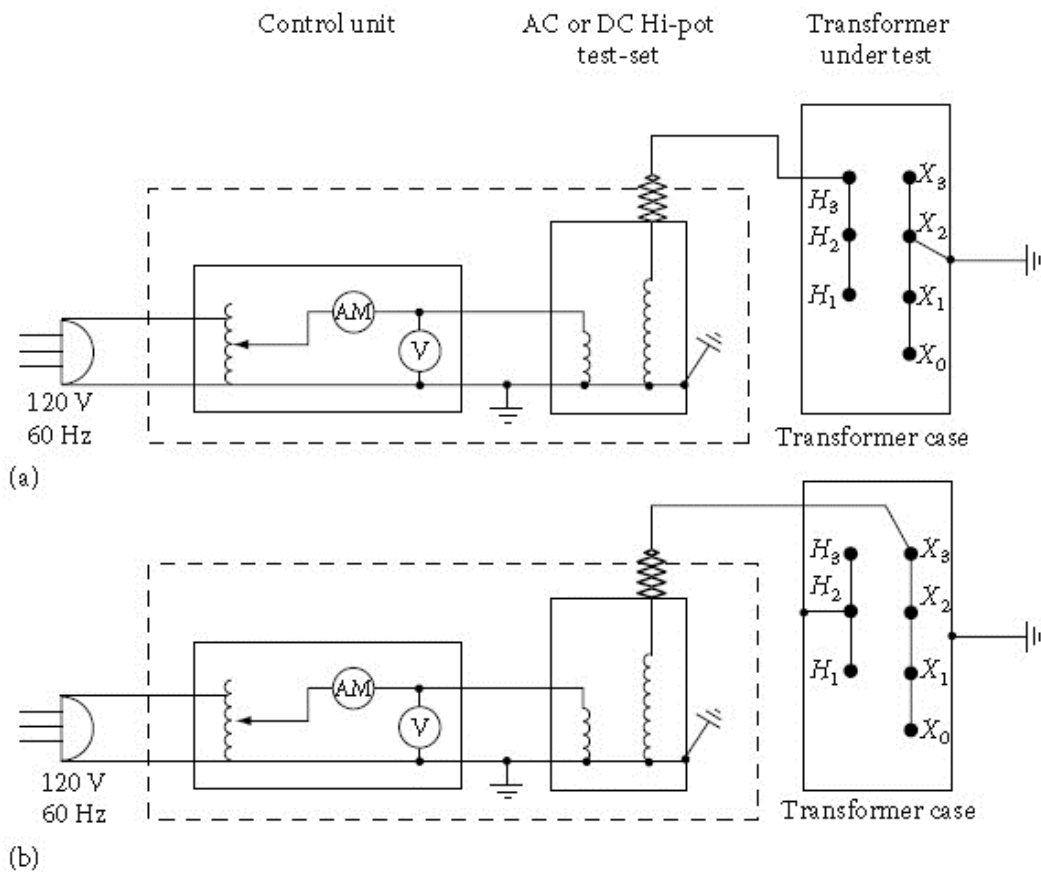 Control unit
AC or DC Hi-pot
test-set
Transformer
under test
H3
H2
H1
X3
X2
X1
X0
AM
V
120 V
60 Hz
Transformer case
(a)
H3
H2
H1
X3
X2
X1
X0
AM
V
120 V
60 Hz
Transformer case
(b)